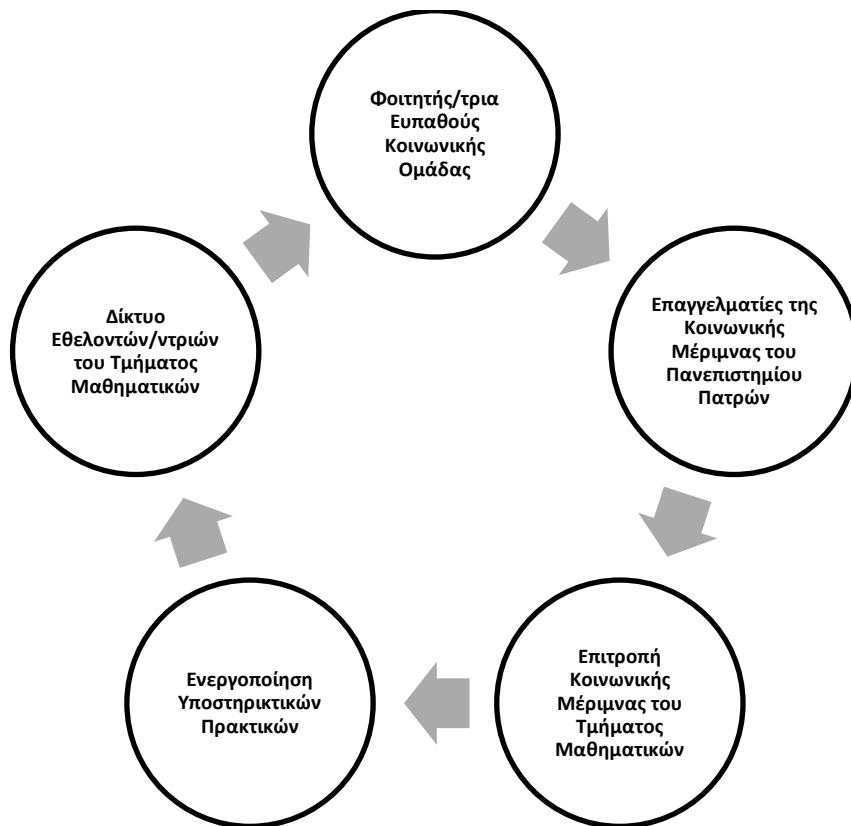 Φοιτητής/τρια
Ευπαθούς
Κοινωνικής
Ομάδας
Επαγγελματίες της
Κοινωνικής
Μέριμνας του
Πανεπιστημίου
Πατρών
Επιτροπή
Κοινωνικής
Μέριμνας του
Τμήματος
Μαθηματικών
Ενεργοποίηση
Υποστηρικτικών
Πρακτικών
Δίκτυο
Εθελοντών/ντριών
του Τμήματος
Μαθηματικών